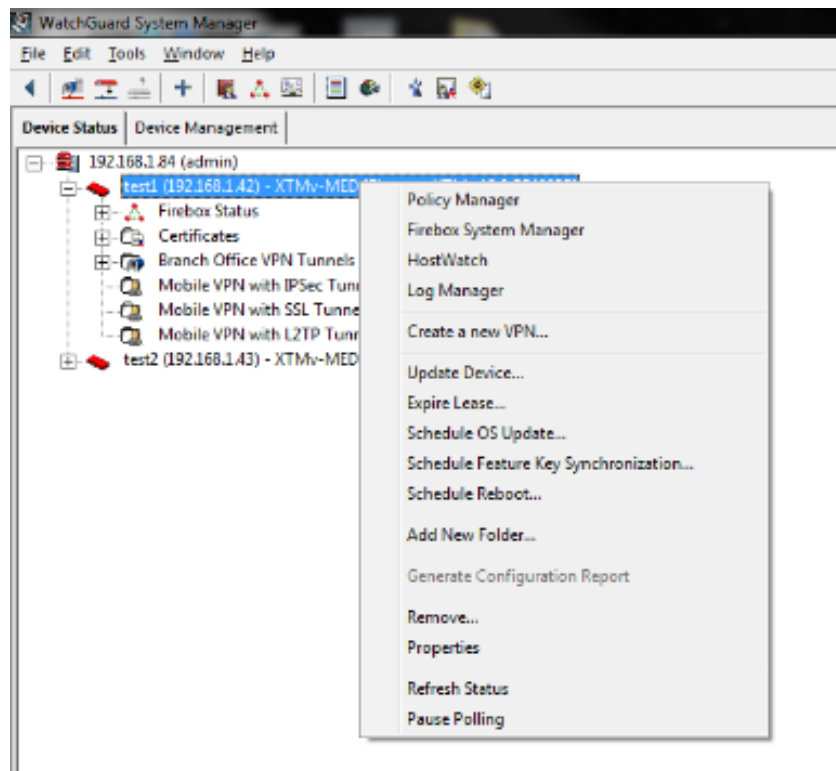 WatchGuard System Manager
File Edit Tools Window Help
Device Status Device Management
192.168.1.84 (admin)
test1 (192.168.1.42) - XTMv-MED
Firebox Status
Certificates
Branch Office VPN Tunnels
Mobile VPN with IPSec Tun
Mobile VPN with SSL Tunne
Mobile VPN with L2TP Tunr
test2 (192.168.1.43) - XTMv-MED
Policy Manager
Firebox System Manager
HostWatch
Log Manager
Create a new VPN...
Update Device...
Expire Lease...
Schedule OS Update...
Schedule Feature Key Synchronization...
Schedule Reboot...
Add New Folder...
Generate Configuration Report
Remove...
Properties
Refresh Status
Pause Polling